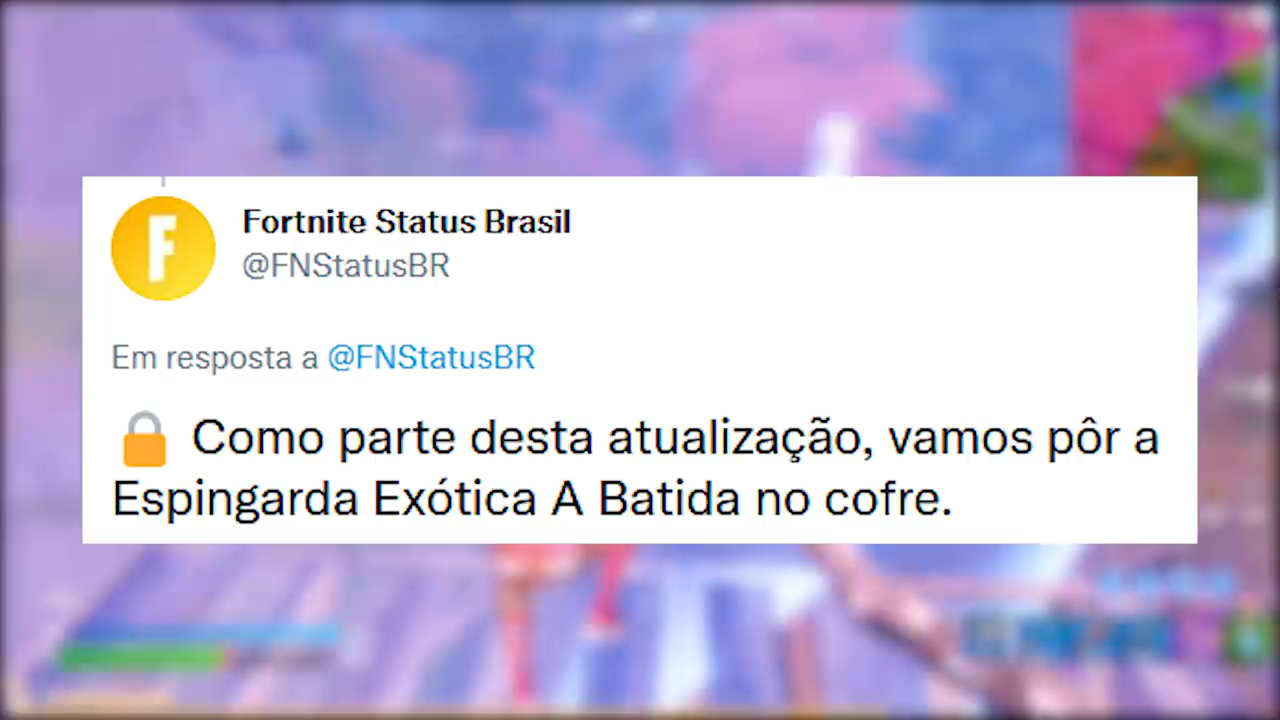 F
Fortnite Status Brasil
@FNStatusBR
Em resposta a @FNStatusBR
🔒 Como parte desta atualização, vamos pôr a
Espingarda Exótica A Batida no cofre.